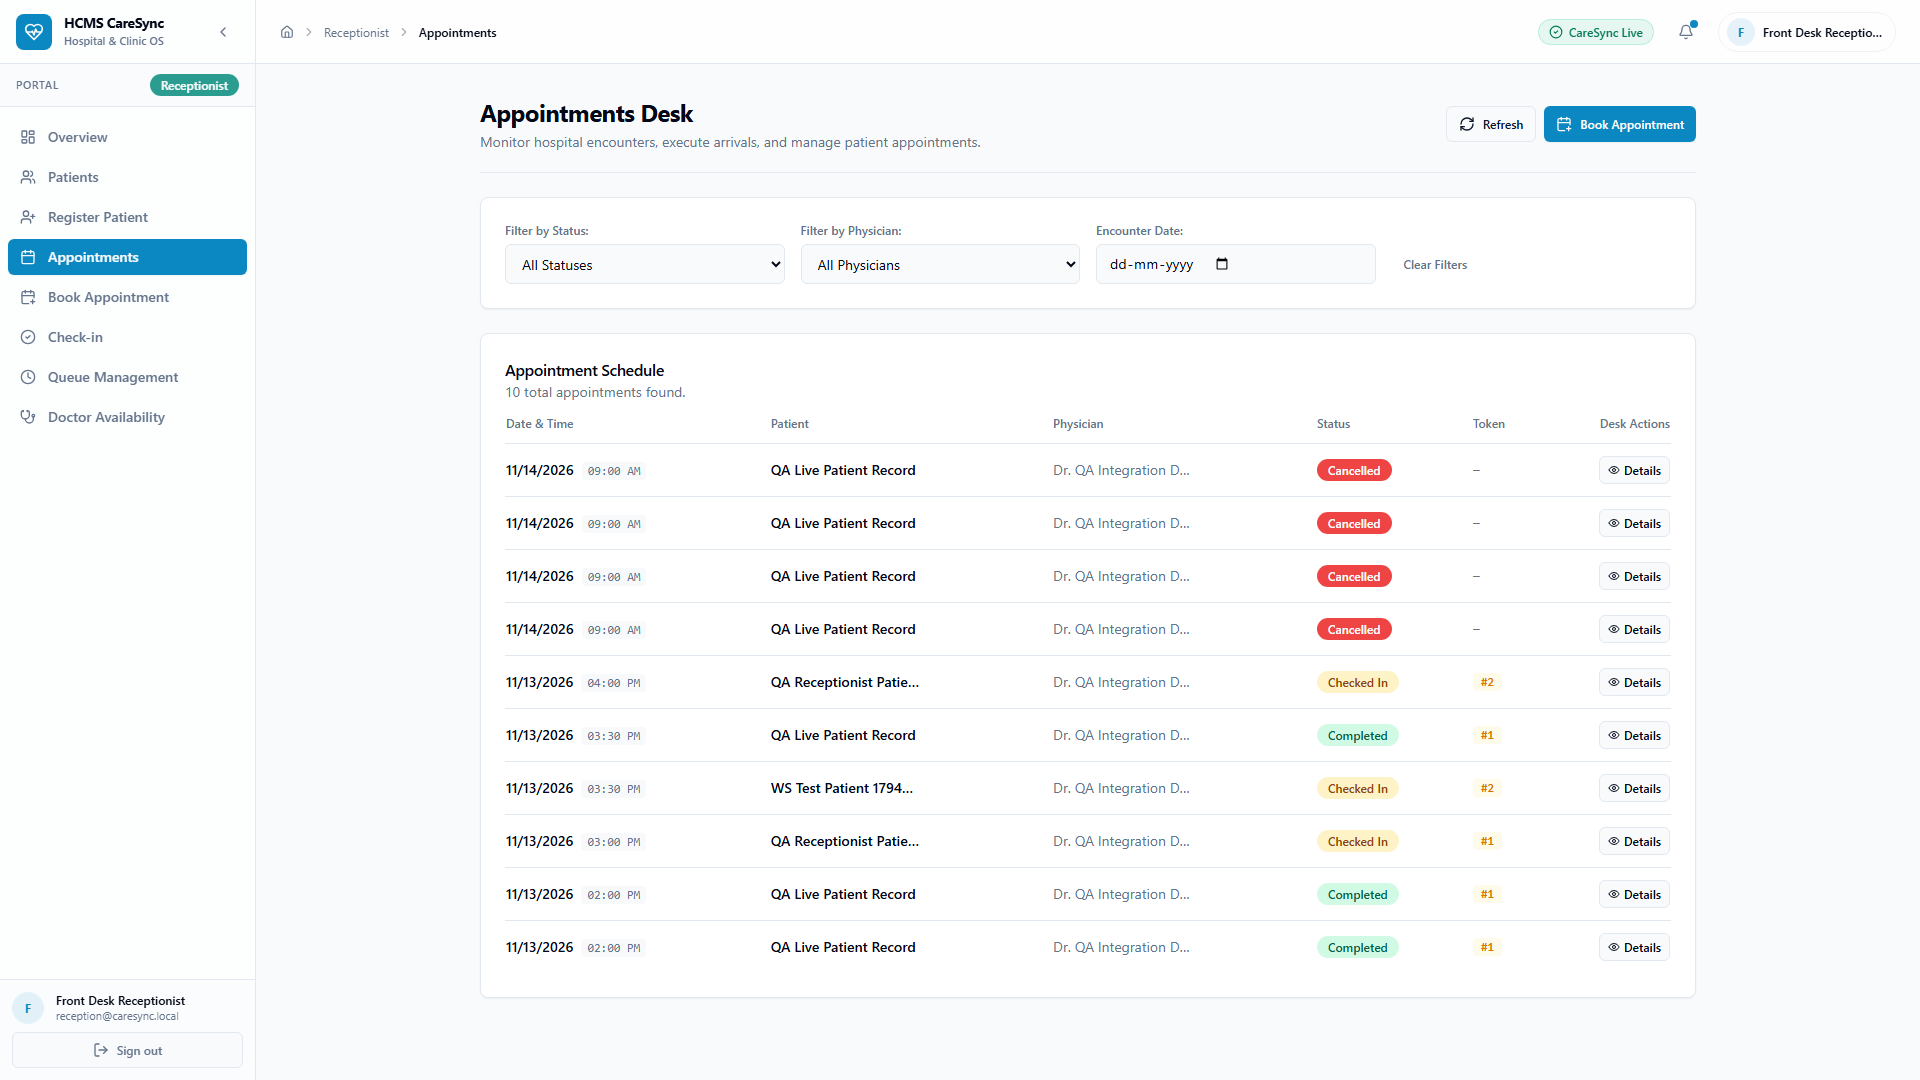 HCMS CareSync
Hospital & Clinic OS
Receptionist
Appointments
CareSync Live
F
Front Desk Receptio...
PORTAL
Receptionist
Overview
Patients
Register Patient
Appointments
Book Appointment
Check-in
Queue Management
Doctor Availability
F
Front Desk Receptionist
reception@caresync.local
Sign out
Appointments Desk
Monitor hospital encounters, execute arrivals, and manage patient appointments.
Refresh
Book Appointment
Filter by Status:
All Statuses
Filter by Physician:
All Physicians
Encounter Date:
dd-mm-yyyy
Clear Filters
Appointment Schedule
10 total appointments found.
Date & Time Patient Physician Status Token Desk Actions
11/14/2026 09:00 AM QA Live Patient Record Dr. QA Integration D... Cancelled – Details
11/14/2026 09:00 AM QA Live Patient Record Dr. QA Integration D... Cancelled – Details
11/14/2026 09:00 AM QA Live Patient Record Dr. QA Integration D... Cancelled – Details
11/14/2026 09:00 AM QA Live Patient Record Dr. QA Integration D... Cancelled – Details
11/13/2026 04:00 PM QA Receptionist Patie... Dr. QA Integration D... Checked In #2 Details
11/13/2026 03:30 PM QA Live Patient Record Dr. QA Integration D... Completed #1 Details
11/13/2026 03:30 PM WS Test Patient 1794... Dr. QA Integration D... Checked In #2 Details
11/13/2026 03:00 PM QA Receptionist Patie... Dr. QA Integration D... Checked In #1 Details
11/13/2026 02:00 PM QA Live Patient Record Dr. QA Integration D... Completed #1 Details
11/13/2026 02:00 PM QA Live Patient Record Dr. QA Integration D... Completed #1 Details